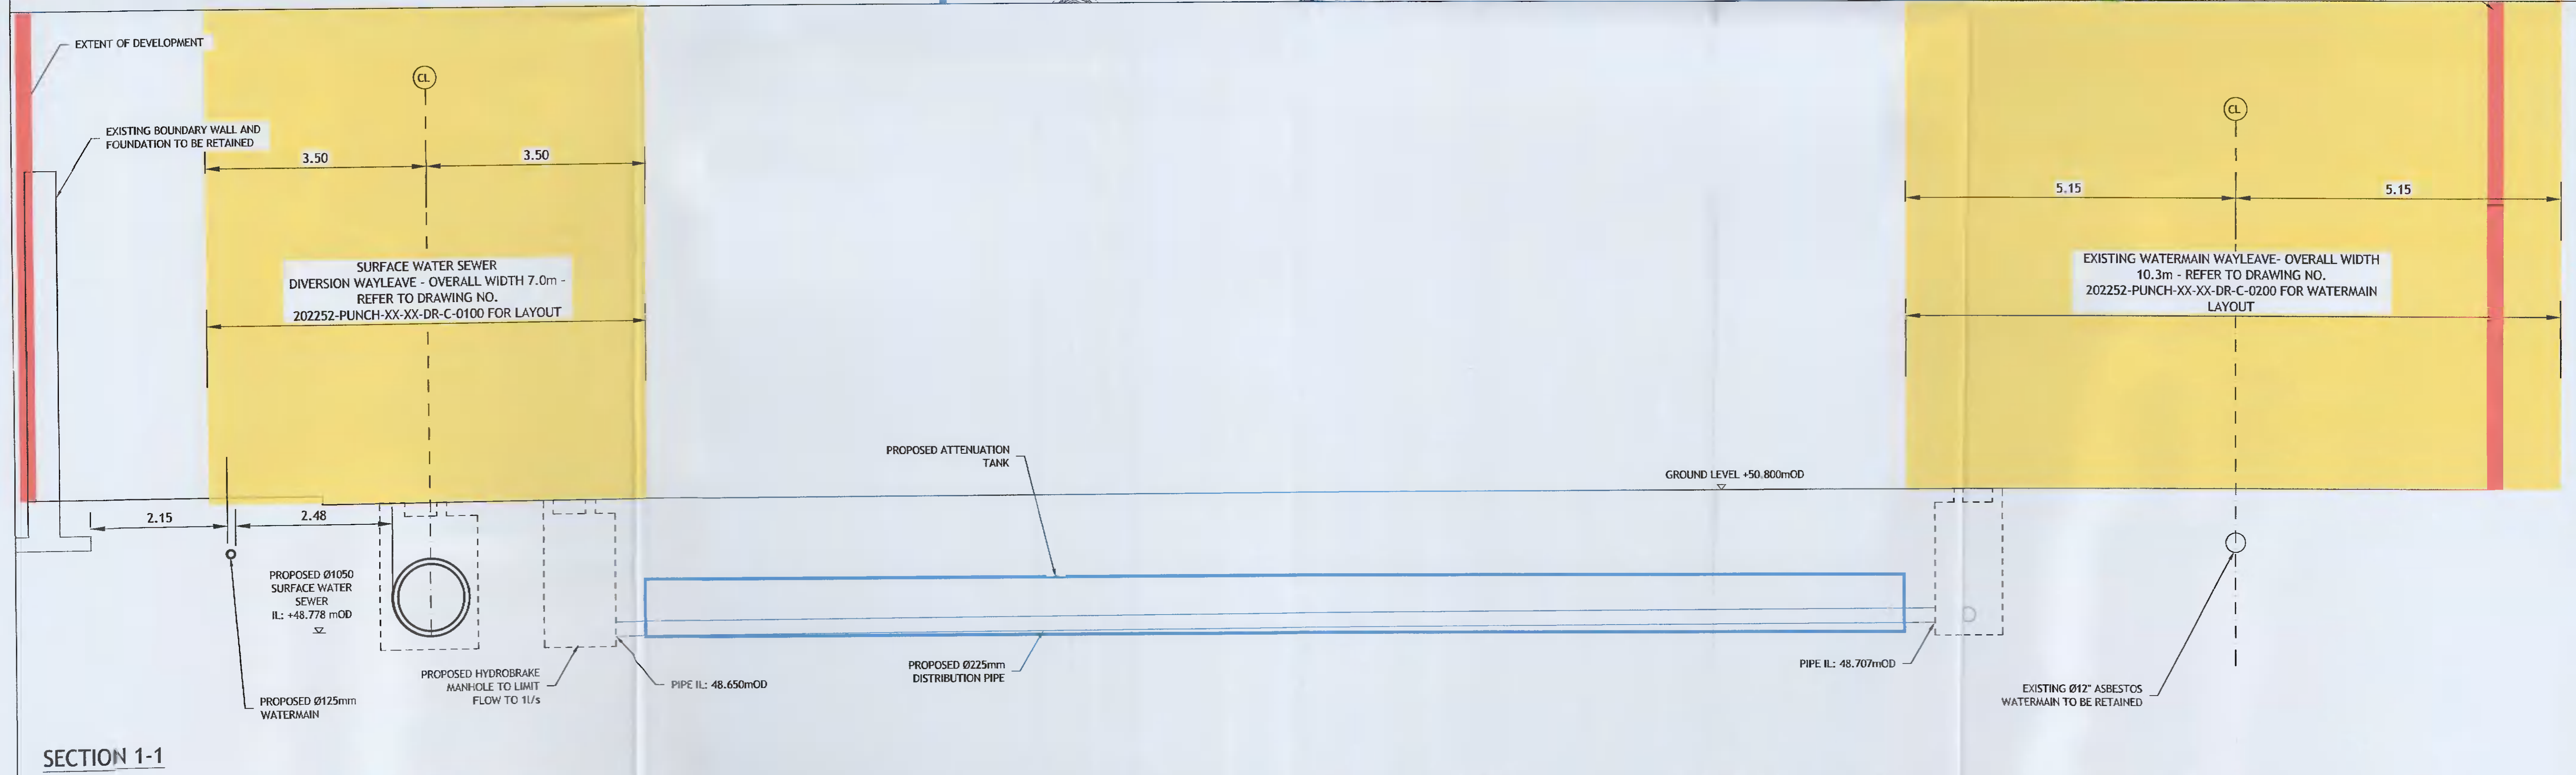 EXTENT OF DEVELOPMENT
CL
EXISTING BOUNDARY WALL AND
FOUNDATION TO BE RETAINED
3.50
3.50
SURFACE WATER SEWER
DIVERSION WAYLEAVE - OVERALL WIDTH 7.0m -
REFER TO DRAWING NO.
202252-PUNCH-XX-XX-DR-C-0100 FOR LAYOUT
CL
5.15
5.15
EXISTING WATERMAIN WAYLEAVE- OVERALL WIDTH
10.3m - REFER TO DRAWING NO.
202252-PUNCH-XX-XX-DR-C-0200 FOR WATERMAIN
LAYOUT
PROPOSED ATTENUATION
TANK
GROUND LEVEL +50.800mOD
2.15
2.48
PROPOSED Ø1050
SURFACE WATER
SEWER
IL: +48.778 mOD
PROPOSED Ø125mm
WATERMAIN
PROPOSED HYDROBRAKE
MANHOLE TO LIMIT
FLOW TO 1l/s
PIPE IL: 48.650mOD
PROPOSED Ø225mm
DISTRIBUTION PIPE
PIPE IL: 48.707mOD
EXISTING Ø12" ASBESTOS
WATERMAIN TO BE RETAINED
SECTION 1-1